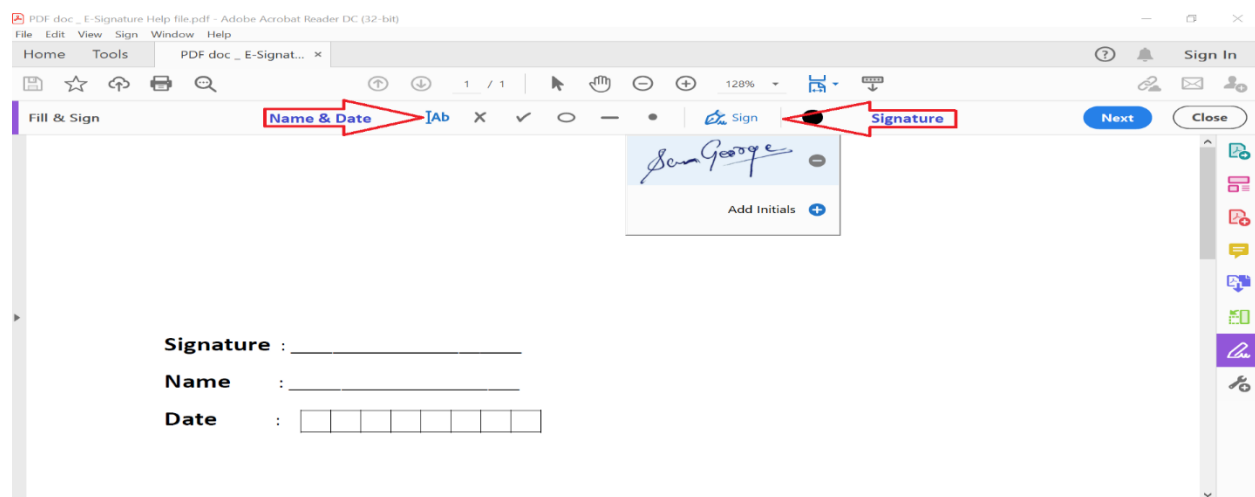 PDF doc _ E-Signature Help file.pdf - Adobe Acrobat Reader DC (32-bit)
File Edit View Sign Window Help
Home Tools PDF doc _ E-Signat... × Sign In
1 / 1 128%
Fill & Sign Name & Date Ab Sign Signature Next Close
Sam George
Add Initials
Signature :
Name :
Date :